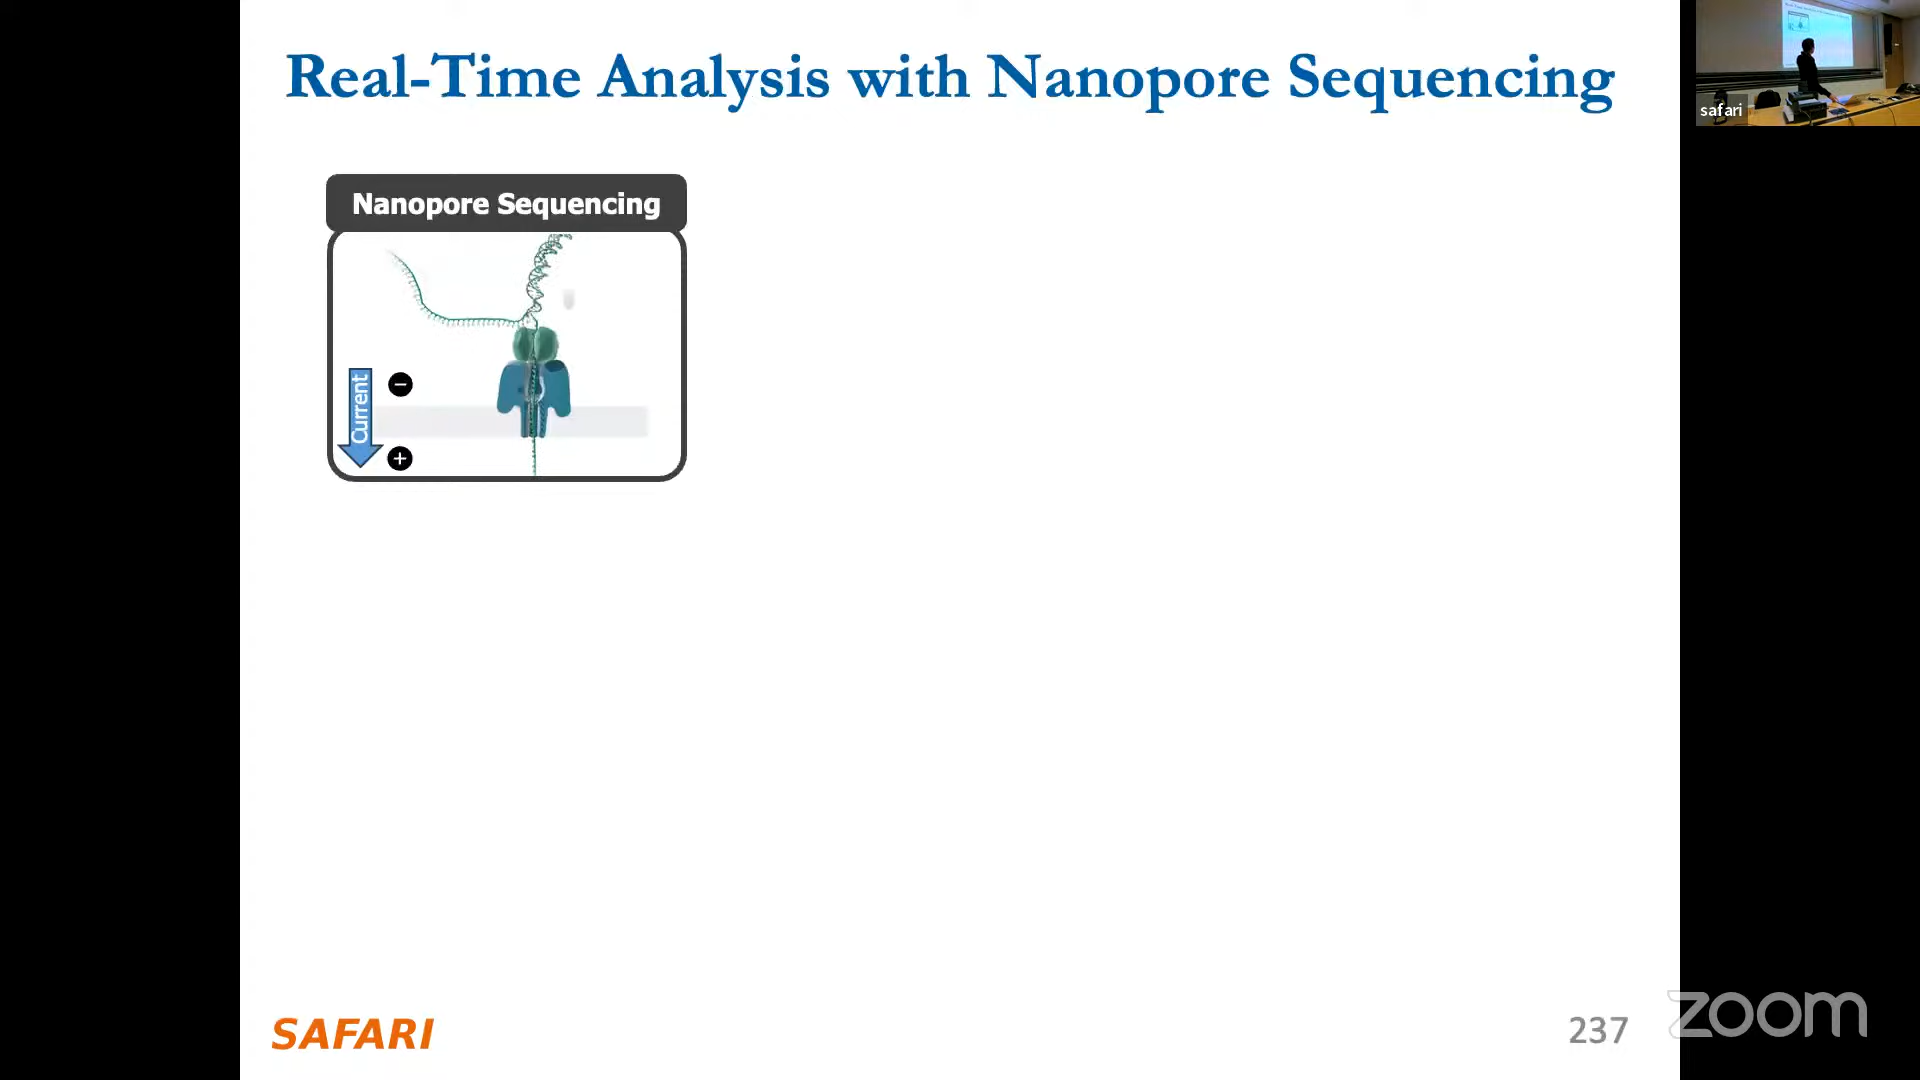 Real-Time Analysis with Nanopore Sequencing
safari
Nanopore Sequencing
Current
−
+
SAFARI
237
zoom